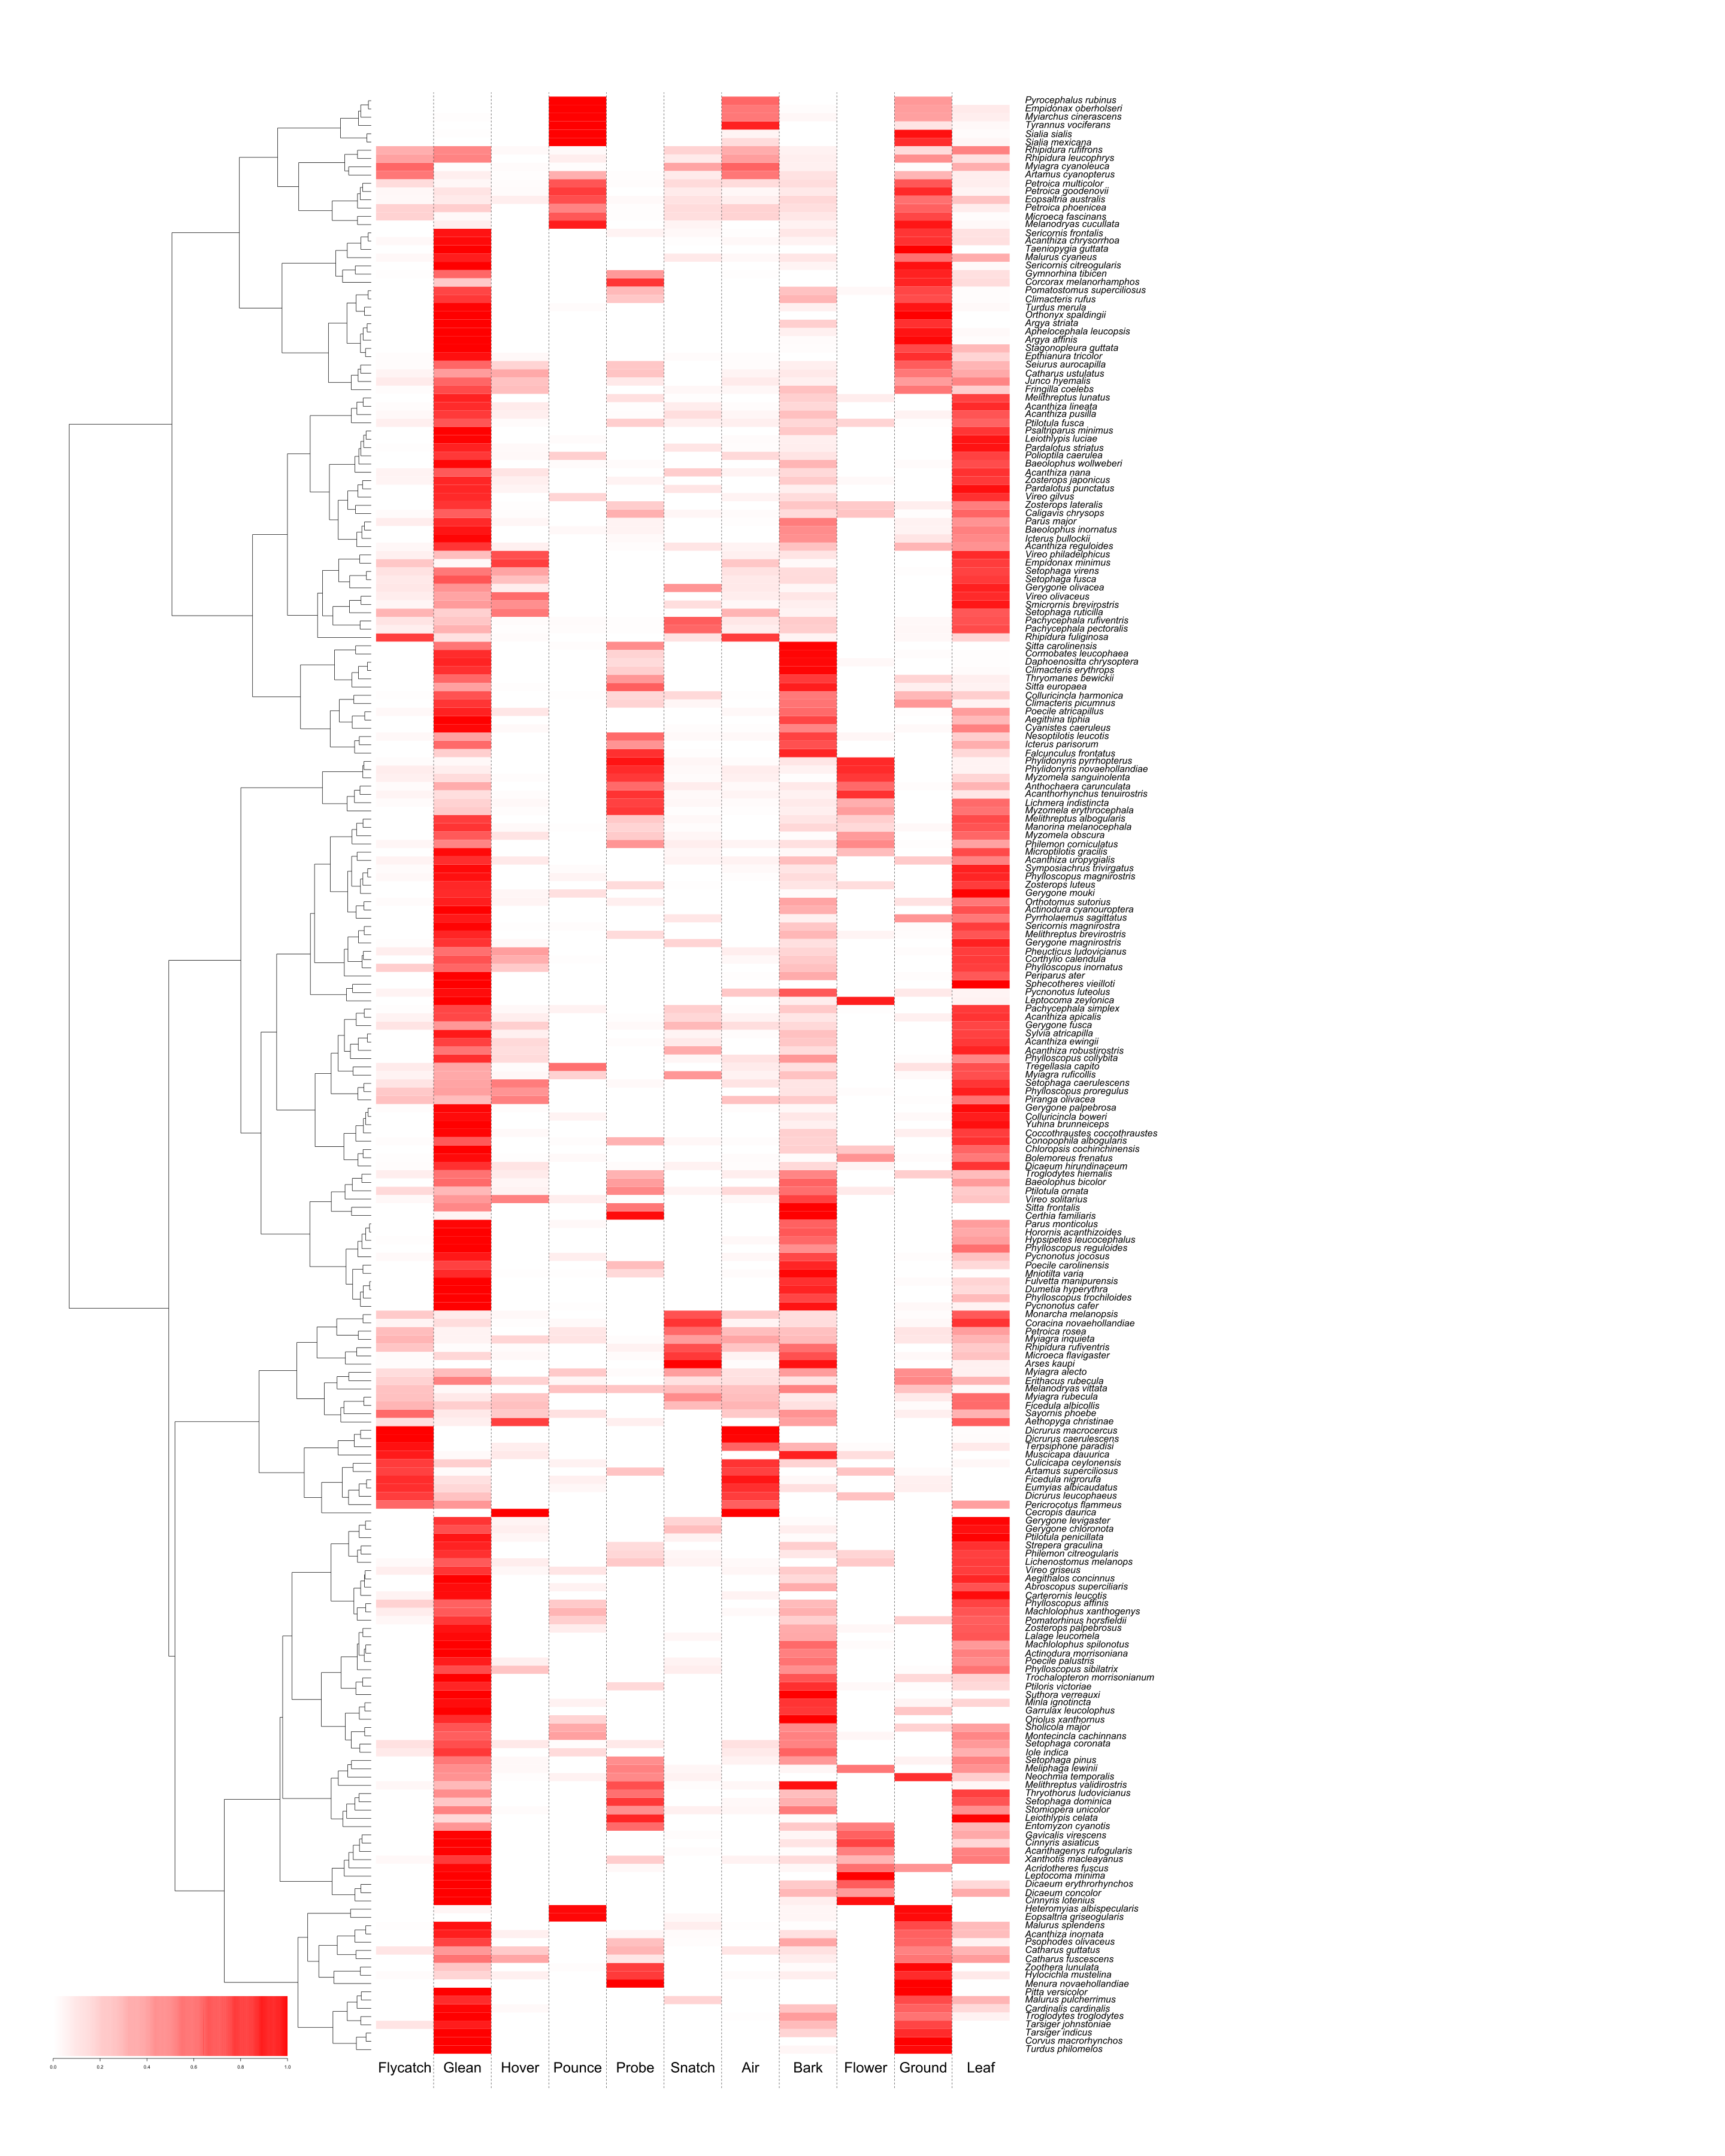 Pyrocephalus rubinus
Empidonax oberholseri
Myiarchus cinerascens
Tyrannus vociferans
Sialia sialis
Sialia mexicana
Rhipidura rufifrons
Rhipidura leucophrys
Myiagra cyanoleuca
Artamus cyanopterus
Petroica multicolor
Petroica goodenovii
Eopsaltria australis
Petroica phoenicea
Microeca fascinans
Melanodryas cucullata
Sericornis frontalis
Acanthiza chrysorrhoa
Taeniopygia guttata
Malurus cyaneus
Sericornis citreogularis
Gymnorhina tibicen
Corcorax melanorhamphos
Pomatostomus superciliosus
Climacteris rufus
Turdus merula
Orthonyx spaldingii
Argya striata
Aphelocephala leucopsis
Argya affinis
Stagonopleura guttata
Epthianura tricolor
Seiurus aurocapilla
Catharus ustulatus
Junco hyemalis
Fringilla coelebs
Melithreptus lunatus
Acanthiza lineata
Acanthiza pusilla
Ptilotula fusca
Psaltriparus minimus
Leiothlypis luciae
Pardalotus striatus
Polioptila caerulea
Baeolophus wollweberi
Acanthiza nana
Zosterops japonicus
Pardalotus punctatus
Vireo gilvus
Zosterops lateralis
Caligavis chrysops
Parus major
Baeolophus inornatus
Icterus bullockii
Acanthiza reguloides
Vireo philadelphicus
Empidonax minimus
Setophaga virens
Setophaga fusca
Gerygone olivacea
Vireo olivaceus
Smicrornis brevirostris
Setophaga ruticilla
Pachycephala rufiventris
Pachycephala pectoralis
Rhipidura fuliginosa
Sitta carolinensis
Cormobates leucophaea
Daphoenositta chrysoptera
Climacteris erythrops
Thryomanes bewickii
Sitta europaea
Colluricincla harmonica
Climacteris picumnus
Poecile atricapillus
Aegithina tiphia
Cyanistes caeruleus
Nesoptilotis leucotis
Icterus parisorum
Falcunculus frontatus
Phylidonyris pyrrhopterus
Phylidonyris novaehollandiae
Myzomela sanguinolenta
Anthochaera carunculata
Acanthorhynchus tenuirostris
Lichmera indistincta
Myzomela erythrocephala
Melithreptus albogularis
Manorina melanocephala
Myzomela obscura
Philemon corniculatus
Microptilotis gracilis
Acanthiza uropygialis
Symposiachrus trivirgatus
Phylloscopus magnirostris
Zosterops luteus
Gerygone mouki
Orthotomus sutorius
Actinodura cyanouroptera
Pyrrholaemus sagittatus
Sericornis magnirostra
Melithreptus brevirostris
Gerygone magnirostris
Pheucticus ludovicianus
Corthylio calendula
Phylloscopus inornatus
Periparus ater
Sphecotheres vieilloti
Pycnonotus luteolus
Leptocoma zeylonica
Pachycephala simplex
Acanthiza apicalis
Gerygone fusca
Sylvia atricapilla
Acanthiza ewingii
Acanthiza robustirostris
Phylloscopus collybita
Tregellasia capito
Myiagra ruficollis
Setophaga caerulescens
Phylloscopus proregulus
Piranga olivacea
Gerygone palpebrosa
Colluricincla boweri
Yuhina brunneiceps
Coccothraustes coccothraustes
Conopophila albogularis
Chloropsis cochinchinensis
Bolemoreus frenatus
Dicaeum hirundinaceum
Troglodytes hiemalis
Baeolophus bicolor
Ptilotula ornata
Vireo solitarius
Sitta frontalis
Certhia familiaris
Parus monticolus
Horornis acanthizoides
Hypsipetes leucocephalus
Phylloscopus reguloides
Pycnonotus jocosus
Poecile carolinensis
Mniotilta varia
Fulvetta manipurensis
Dumetia hyperythra
Phylloscopus trochiloides
Pycnonotus cafer
Monarcha melanopsis
Coracina novaehollandiae
Petroica rosea
Myiagra inquieta
Rhipidura rufiventris
Microeca flavigaster
Arses kaupi
Myiagra alecto
Erithacus rubecula
Melanodryas vittata
Myiagra rubecula
Ficedula albicollis
Sayornis phoebe
Aethopyga christinae
Dicrurus macrocercus
Dicrurus caerulescens
Terpsiphone paradisi
Muscicapa dauurica
Culicicapa ceylonensis
Artamus superciliosus
Ficedula nigrorufa
Eumyias albicaudatus
Dicrurus leucophaeus
Pericrocotus flammeus
Cecropis daurica
Gerygone levigaster
Gerygone chloronota
Ptilotula penicillata
Strepera graculina
Philemon citreogularis
Lichenostomus melanops
Vireo griseus
Aegithalos concinnus
Abroscopus superciliaris
Carterornis leucotis
Phylloscopus affinis
Machlolophus xanthogenys
Pomatorhinus horsfieldii
Zosterops palpebrosus
Lalage leucomela
Machlolophus spilonotus
Actinodura morrisoniana
Poecile palustris
Phylloscopus sibilatrix
Trochalopteron morrisonianum
Ptiloris victoriae
Suthora verreauxi
Minla ignotincta
Garrulax leucolophus
Oriolus xanthornus
Sholicola major
Montecincla cachinnans
Setophaga coronata
Iole indica
Setophaga pinus
Meliphaga lewinii
Neochmia temporalis
Melithreptus validirostris
Thryothorus ludovicianus
Setophaga dominica
Stomiopera unicolor
Leiothlypis celata
Entomyzon cyanotis
Gavicalis virescens
Cinnyris asiaticus
Acanthagenys rufogularis
Xanthotis macleayanus
Acridotheres fuscus
Leptocoma minima
Dicaeum erythrorhynchos
Dicaeum concolor
Cinnyris lotenius
Heteromyias albispecularis
Eopsaltria griseogularis
Malurus splendens
Acanthiza inornata
Psophodes olivaceus
Catharus guttatus
Catharus fuscescens
Zoothera lunulata
Hylocichla mustelina
Menura novaehollandiae
Pitta versicolor
Malurus pulcherrimus
Cardinalis cardinalis
Troglodytes troglodytes
Tarsiger johnstoniae
Tarsiger indicus
Corvus macrorhynchos
Turdus philomelos
0.0 0.2 0.4 0.6 0.8 1.0
Flycatch Glean Hover Pounce Probe Snatch Air Bark Flower Ground Leaf